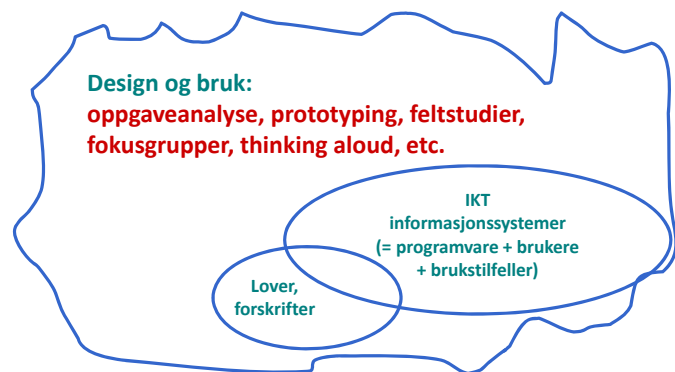 Design og bruk:
oppgaveanalyse, prototyping, feltstudier,
fokusgrupper, thinking aloud, etc.
IKT
informasjonssystemer
(= programvare + brukere
+ brukstilfeller)
Lover,
forskrifter